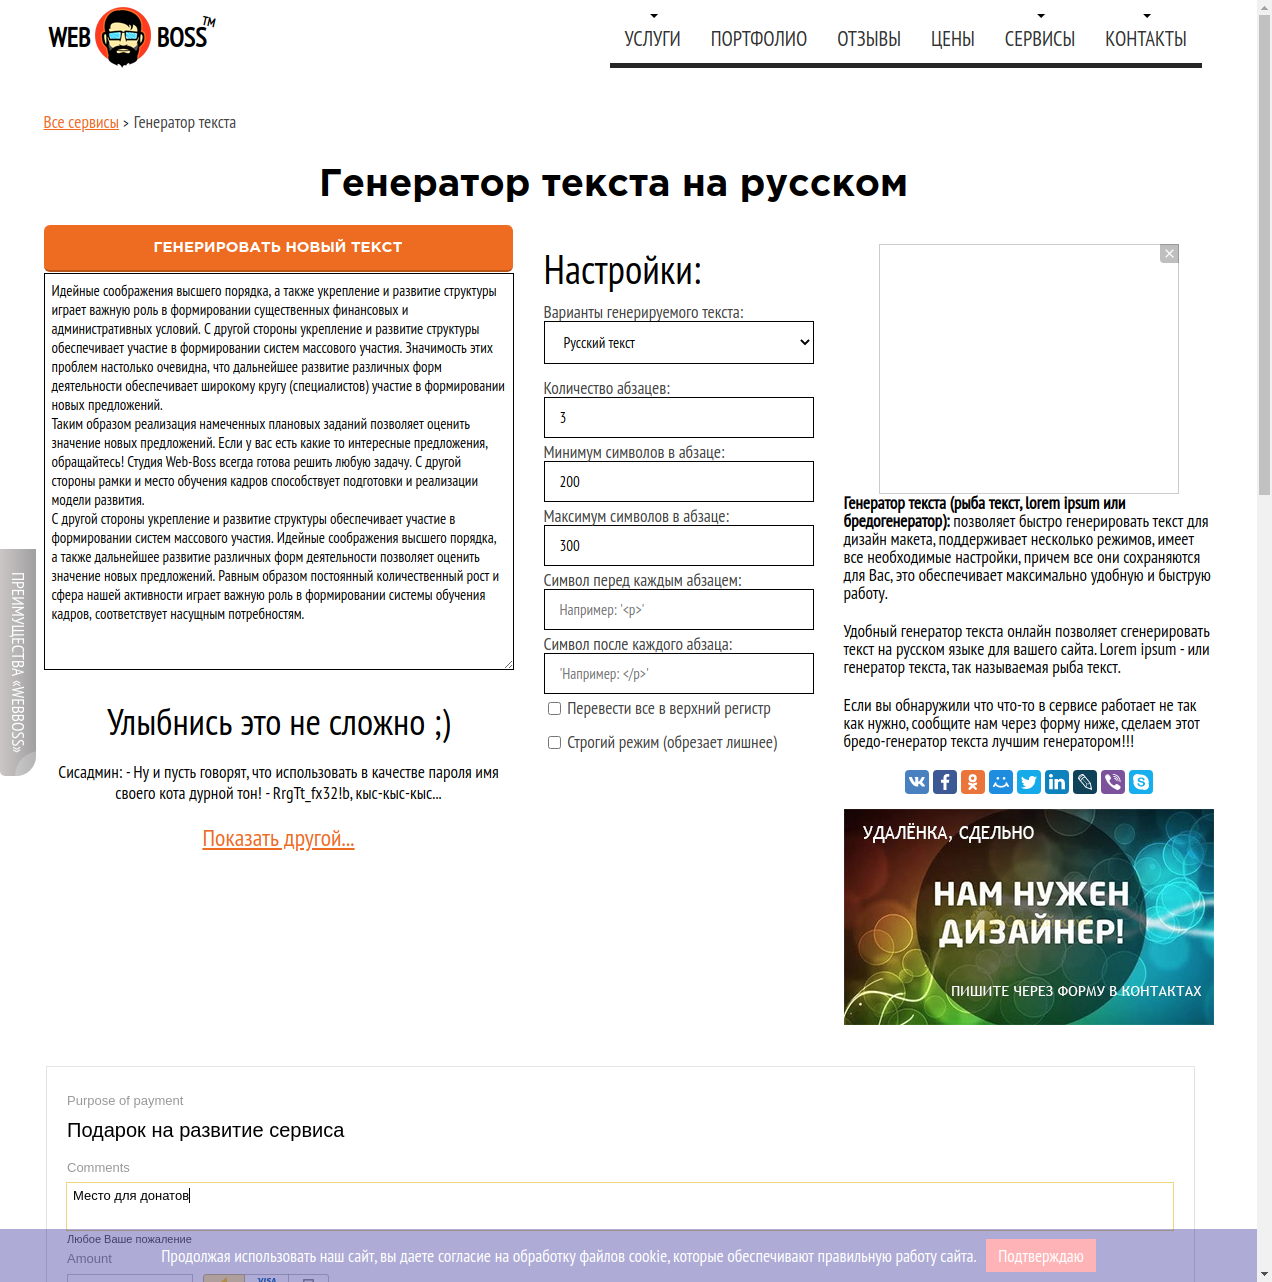 WEB BOSS™
УСЛУГИ ПОРТФОЛИО ОТЗЫВЫ ЦЕНЫ СЕРВИСЫ КОНТАКТЫ
Все сервисы > Генератор текста
Генератор текста на русском
ГЕНЕРИРОВАТЬ НОВЫЙ ТЕКСТ
Идейные соображения высшего порядка, а также укрепление и развитие структуры
играет важную роль в формировании существенных финансовых и
административных условий. С другой стороны укрепление и развитие структуры
обеспечивает участие в формировании систем массового участия. Значимость этих
проблем настолько очевидна, что дальнейшее развитие различных форм
деятельности обеспечивает широкому кругу (специалистов) участие в формировании
новых предложений.
Таким образом реализация намеченных плановых заданий позволяет оценить
значение новых предложений. Если у вас есть какие то интересные предложения,
обращайтесь! Студия Web-Boss всегда готова решить любую задачу. С другой
стороны рамки и место обучения кадров способствует подготовки и реализации
модели развития.
С другой стороны укрепление и развитие структуры обеспечивает участие в
формировании систем массового участия. Идейные соображения высшего порядка,
а также дальнейшее развитие различных форм деятельности позволяет оценить
значение новых предложений. Равным образом постоянный количественный рост и
сфера нашей активности играет важную роль в формировании системы обучения
кадров, соответствует насущным потребностям.
Улыбнись это не сложно ;)
Сисадмин: - Ну и пусть говорят, что использовать в качестве пароля имя
своего кота дурной тон! - RrgTt_fx32!b, кыс-кыс-кыс...
Показать другой...
Настройки:
Варианты генерируемого текста:
Русский текст
Количество абзацев:
3
Минимум символов в абзаце:
200
Максимум символов в абзаце:
300
Символ перед каждым абзацем:
Например: '<p>'
Символ после каждого абзаца:
'Например: </p>'
Перевести все в верхний регистр
Строгий режим (обрезает лишнее)
Генератор текста (рыба текст, lorem ipsum или
бредогенератор): позволяет быстро генерировать текст для
дизайн макета, поддерживает несколько режимов, имеет
все необходимые настройки, причем все они сохраняются
для Вас, это обеспечивает максимально удобную и быструю
работу.
Удобный генератор текста онлайн позволяет сгенерировать
текст на русском языке для вашего сайта. Lorem ipsum - или
генератор текста, так называемая рыба текст.
Если вы обнаружили что что-то в сервисе работает не так
как нужно, сообщите нам через форму ниже, сделаем этот
бредо-генератор текста лучшим генератором!!!
УДАЛЁНКА, СДЕЛЬНО
НАМ НУЖЕН
ДИЗАЙНЕР!
ПИШИТЕ ЧЕРЕЗ ФОРМУ В КОНТАКТАХ
ПРЕИМУЩЕСТВА «WEBBOSS»
Purpose of payment
Подарок на развитие сервиса
Comments
Место для донатов
Любое Ваше пожаление
Amount
VISA
Продолжая использовать наш сайт, вы даете согласие на обработку файлов cookie, которые обеспечивают правильную работу сайта. Подтверждаю